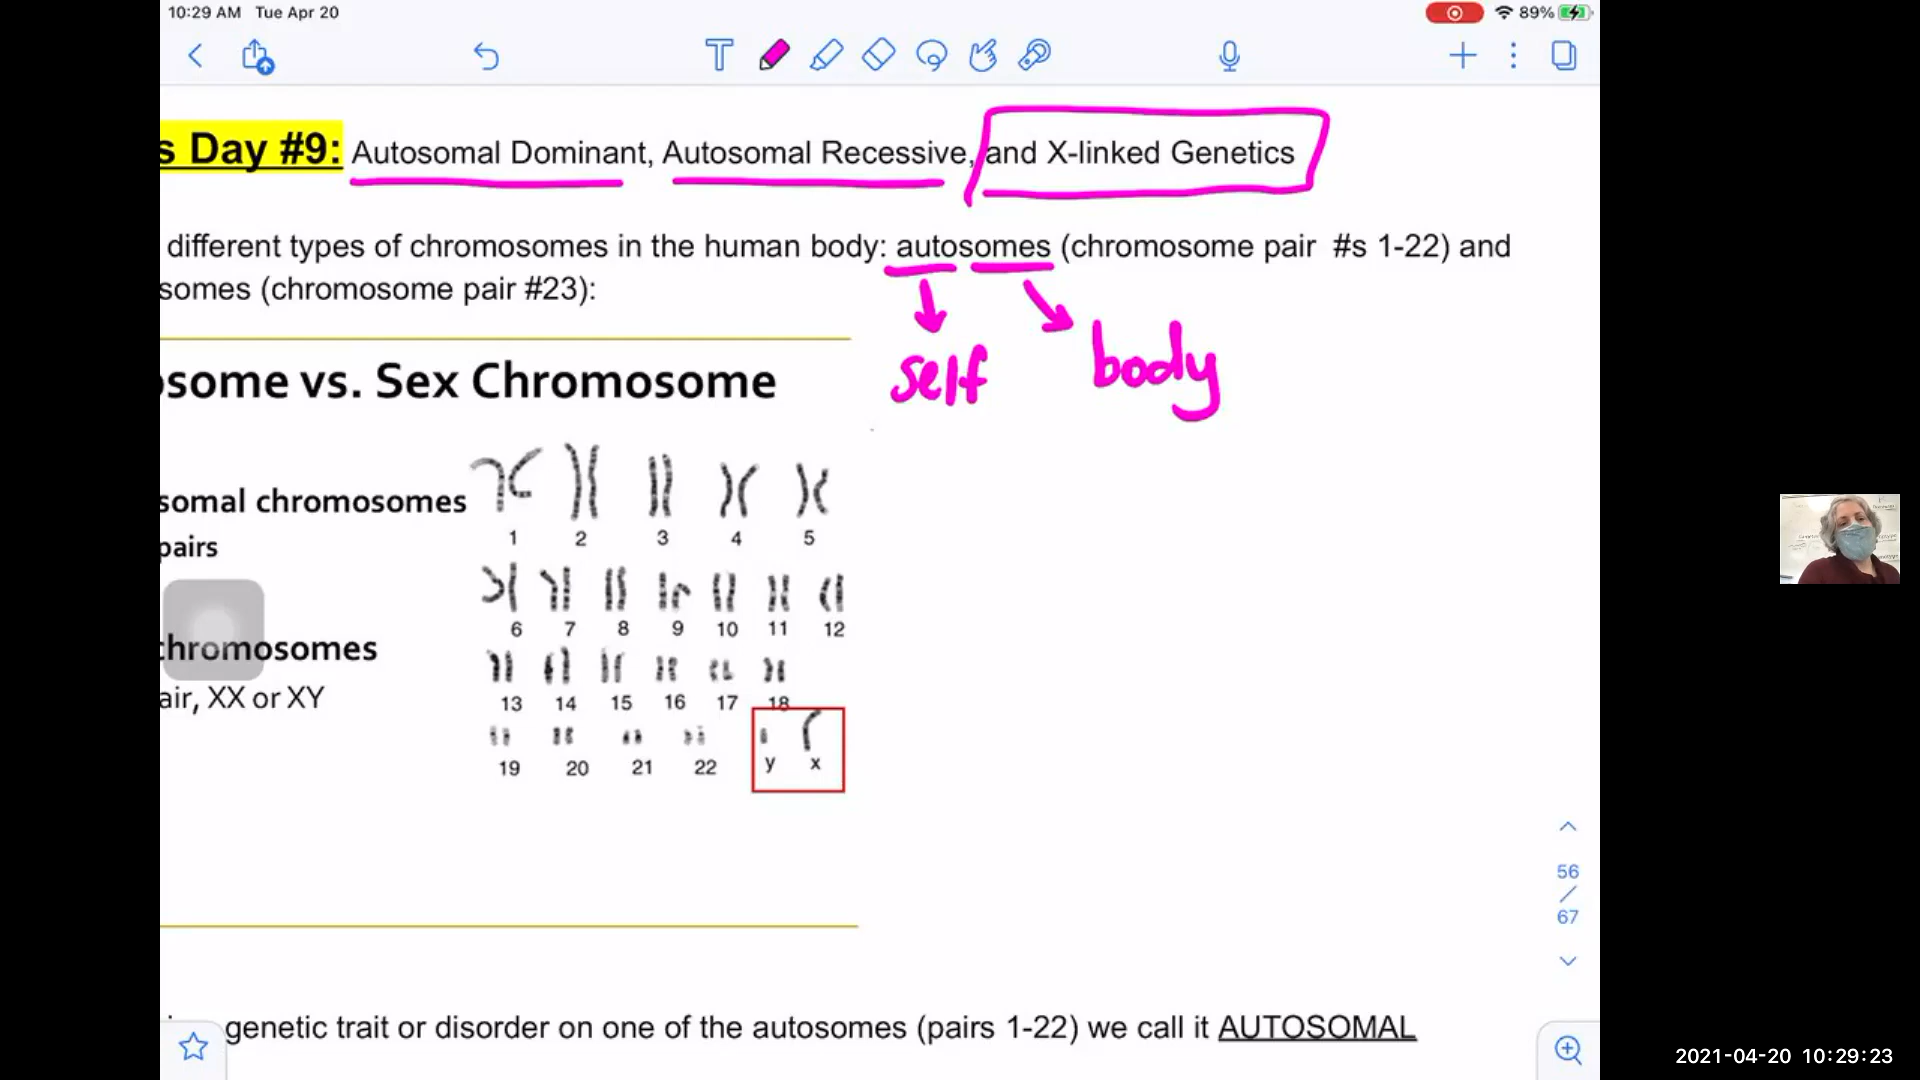 10:29 AM Tue Apr 20
89%
s Day #9: Autosomal Dominant, Autosomal Recessive, and X-linked Genetics
different types of chromosomes in the human body: autosomes (chromosome pair #s 1-22) and
somes (chromosome pair #23):
self body
osome vs. Sex Chromosome
somal chromosomes
pairs
1 2 3 4 5
6 7 8 9 10 11 12
chromosomes
air, XX or XY
13 14 15 16 17 18
19 20 21 22 y x
56
/
67
genetic trait or disorder on one of the autosomes (pairs 1-22) we call it AUTOSOMAL
2021-04-20 10:29:23